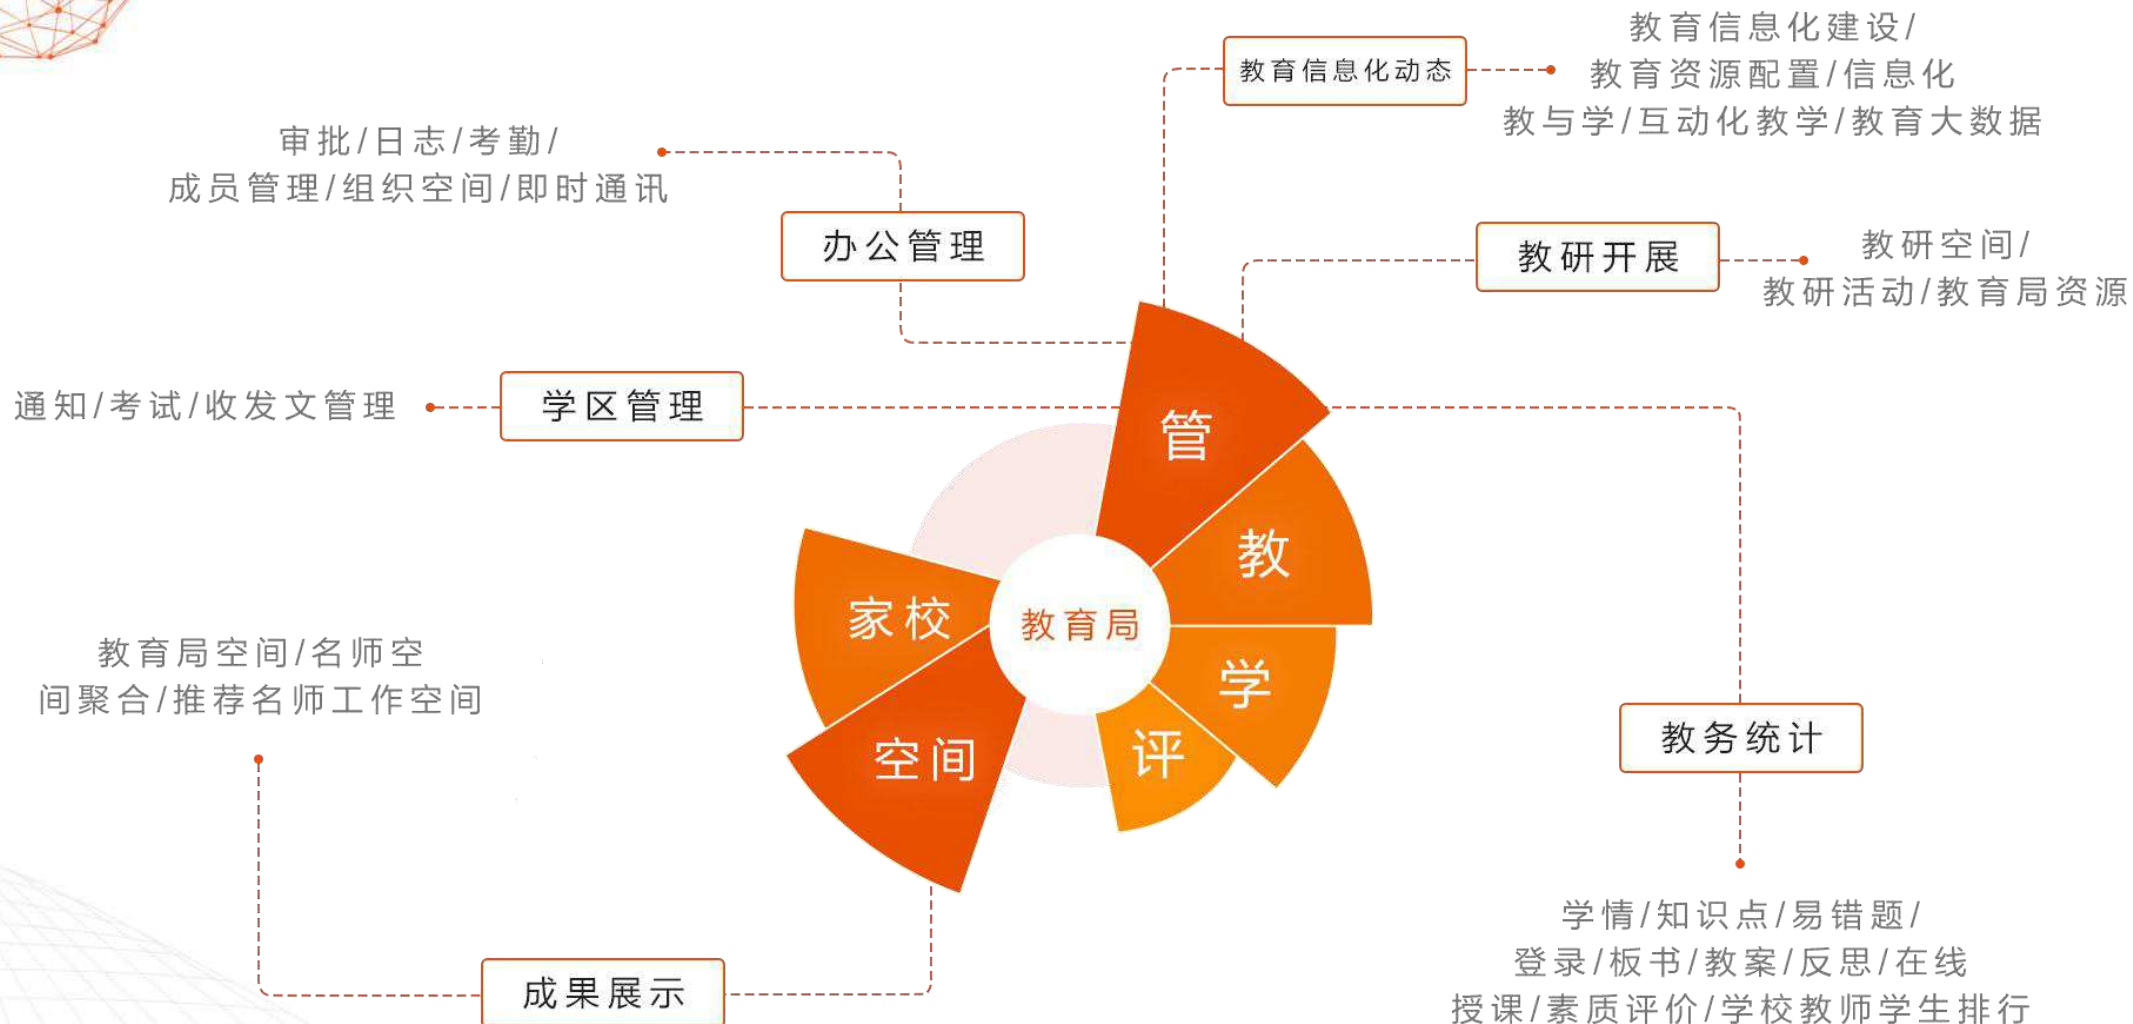 教育信息化动态
教育信息化建设/
教育资源配置/信息化
教与学/互动化教学/教育大数据
审批/日志/考勤/
成员管理/组织空间/即时通讯
办公管理
教研开展
教研空间/
教研活动/教育局资源
通知/考试/收发文管理
学区管理
管
教
学
评
空间
家校
教育局
教育局空间/名师空
间聚合/推荐名师工作空间
成果展示
教务统计
学情/知识点/易错题/
登录/板书/教案/反思/在线
授课/素质评价/学校教师学生排行